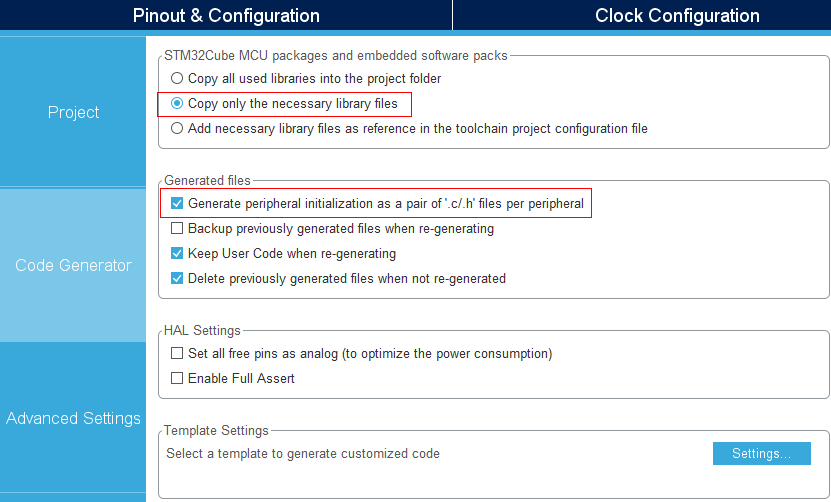 Pinout & Configuration
Clock Configuration
Project
Code Generator
Advanced Settings
STM32Cube MCU packages and embedded software packs
Copy all used libraries into the project folder
Copy only the necessary library files
Add necessary library files as reference in the toolchain project configuration file
Generated files
Generate peripheral initialization as a pair of '.c/.h' files per peripheral
Backup previously generated files when re-generating
Keep User Code when re-generating
Delete previously generated files when not re-generated
HAL Settings
Set all free pins as analog (to optimize the power consumption)
Enable Full Assert
Template Settings
Select a template to generate customized code
Settings...